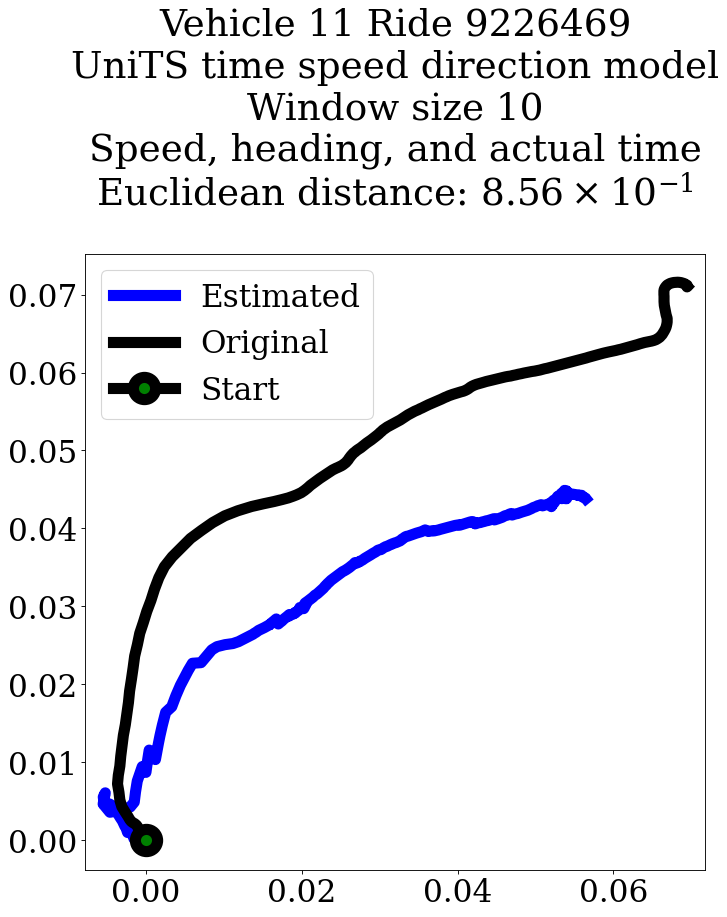 Vehicle 11 Ride 9226469
UniTS time speed direction model
Window size 10
Speed, heading, and actual time
Euclidean distance: 8.56 × 10⁻¹
Estimated
Original
Start
0.07
0.06
0.05
0.04
0.03
0.02
0.01
0.00
0.00 0.02 0.04 0.06